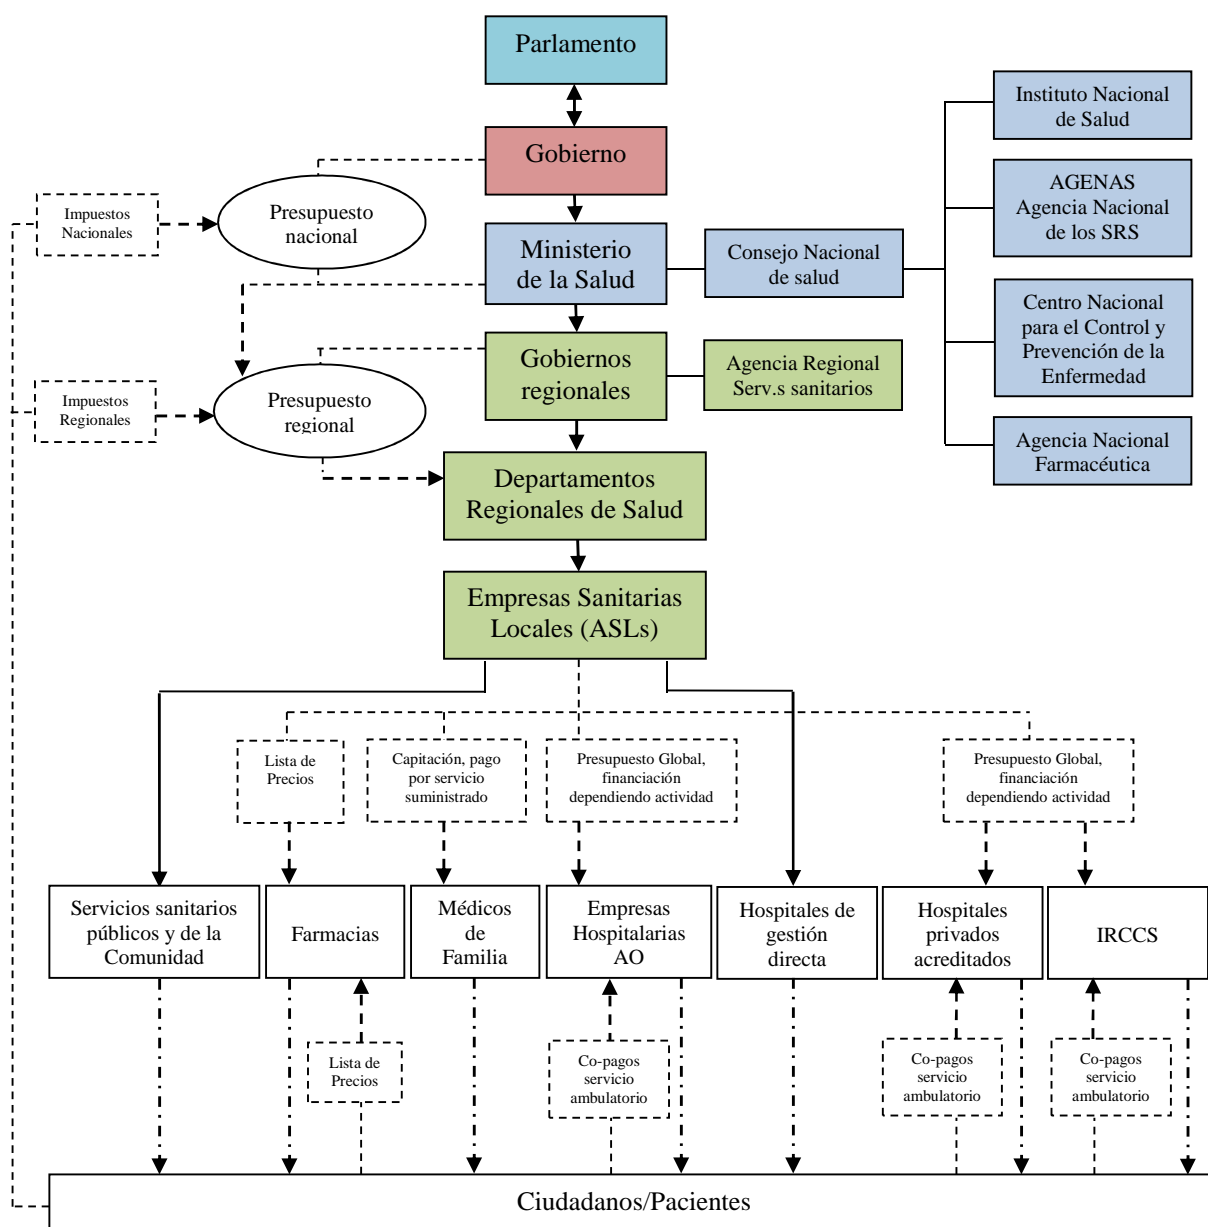 Parlamento
Gobierno
Instituto Nacional
de Salud
AGENAS
Agencia Nacional
de los SRS
Impuestos
Nacionales
Presupuesto
nacional
Ministerio
de la Salud
Consejo Nacional
de salud
Centro Nacional
para el Control y
Prevención de la
Enfermedad
Gobiernos
regionales
Agencia Regional
Serv.s sanitarios
Impuestos
Regionales
Presupuesto
regional
Agencia Nacional
Farmacéutica
Departamentos
Regionales de Salud
Empresas Sanitarias
Locales (ASLs)
Lista de
Precios
Capitación, pago
por servicio
suministrado
Presupuesto Global,
financiación
dependiendo actividad
Presupuesto Global,
financiación
dependiendo actividad
Servicios sanitarios
públicos y de la
Comunidad
Farmacias
Médicos
de
Familia
Empresas
Hospitalarias
AO
Hospitales de
gestión
directa
Hospitales
privados
acreditados
IRCCS
Lista de
Precios
Co-pagos
servicio
ambulatorio
Co-pagos
servicio
ambulatorio
Co-pagos
servicio
ambulatorio
Ciudadanos/Pacientes